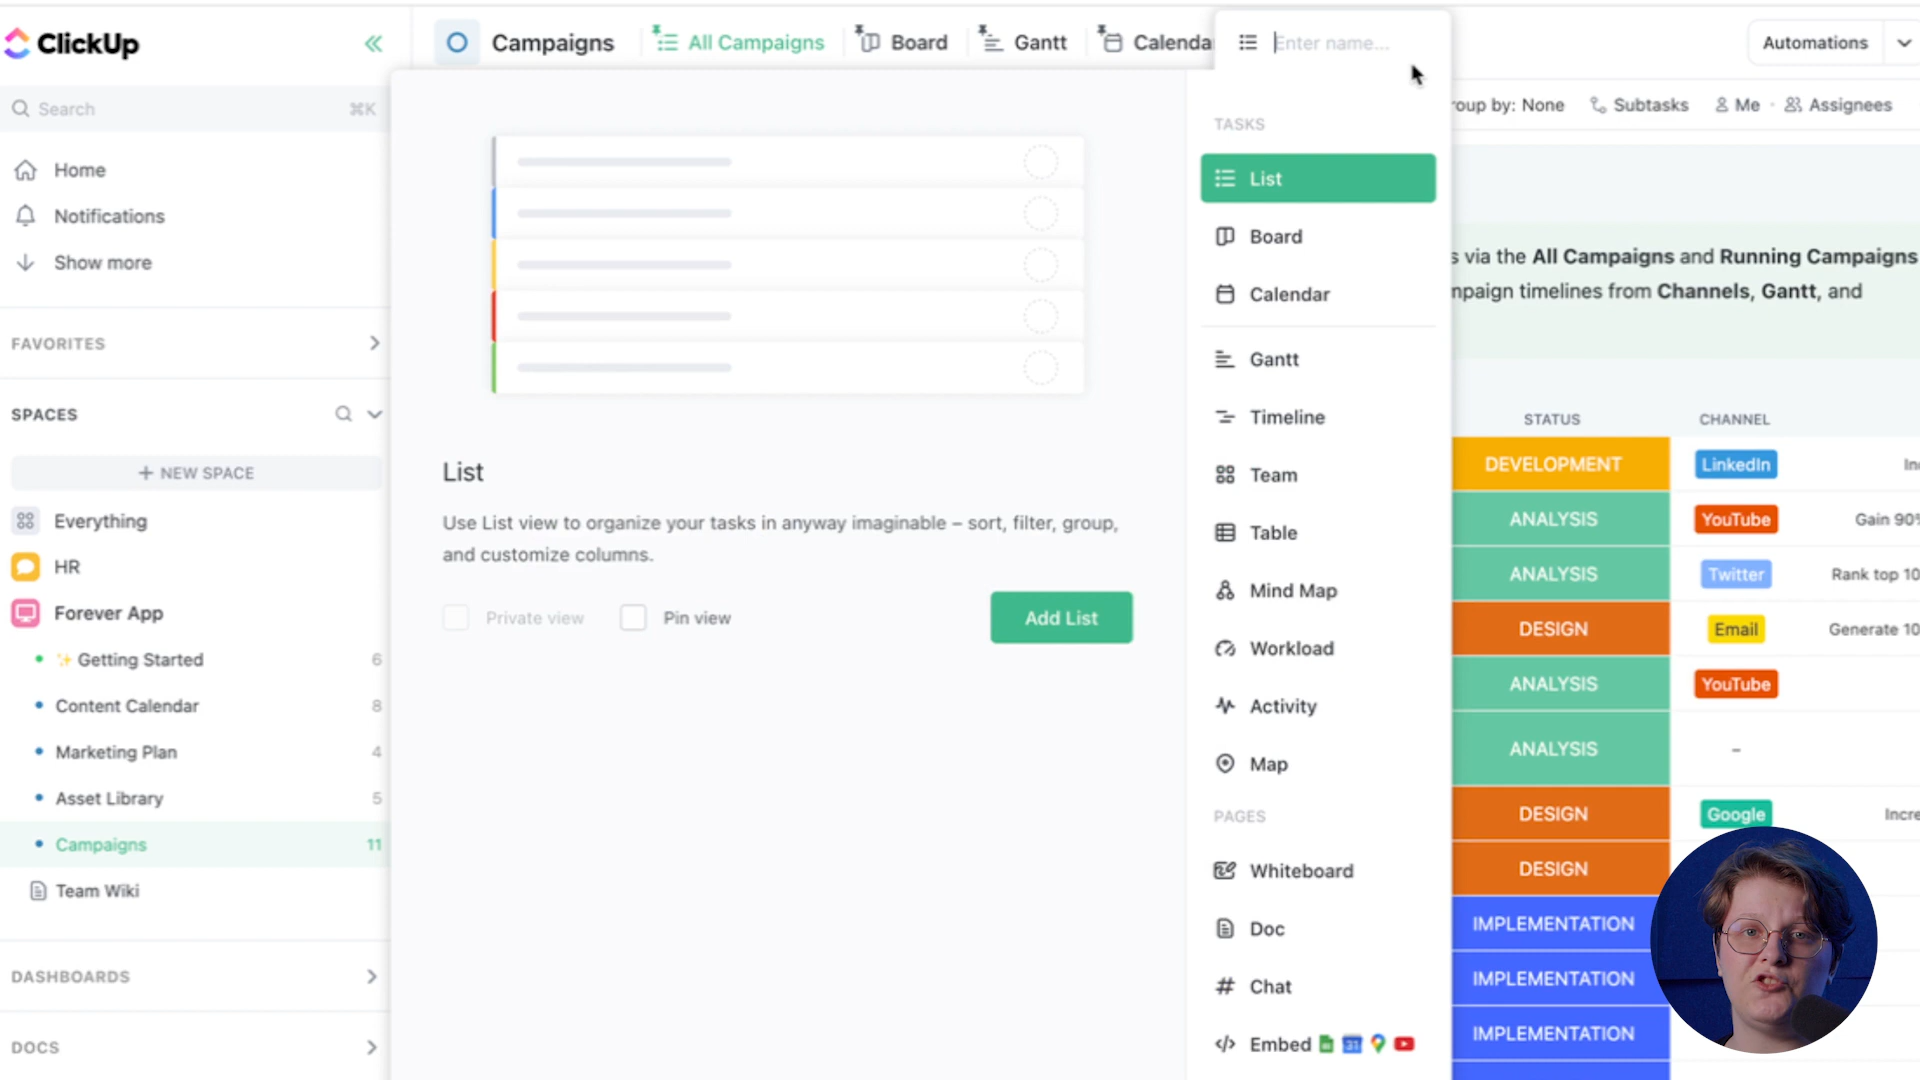 ClickUp
Campaigns
All Campaigns
Board
Gantt
Calenda
Enter name...
Automations
Search
⌘K
roup by: None
Subtasks
Me
Assignees
Home
Notifications
Show more
FAVORITES
SPACES
+ NEW SPACE
Everything
HR
Forever App
✨ Getting Started 6
Content Calendar 8
Marketing Plan 4
Asset Library 5
Campaigns 11
Team Wiki
DASHBOARDS
DOCS
List
Use List view to organize your tasks in anyway imaginable – sort, filter, group,
and customize columns.
Private view
Pin view
Add List
TASKS
List
Board
Calendar
Gantt
Timeline
Team
Table
Mind Map
Workload
Activity
Map
PAGES
Whiteboard
Doc
Chat
Embed
31
s via the All Campaigns and Running Campaigns
npaign timelines from Channels, Gantt, and
STATUS CHANNEL
DEVELOPMENT LinkedIn In
ANALYSIS YouTube Gain 90%
ANALYSIS Twitter Rank top 10
DESIGN Email Generate 10
ANALYSIS YouTube
ANALYSIS –
DESIGN Google Incre
DESIGN
IMPLEMENTATION
IMPLEMENTATION
IMPLEMENTATION